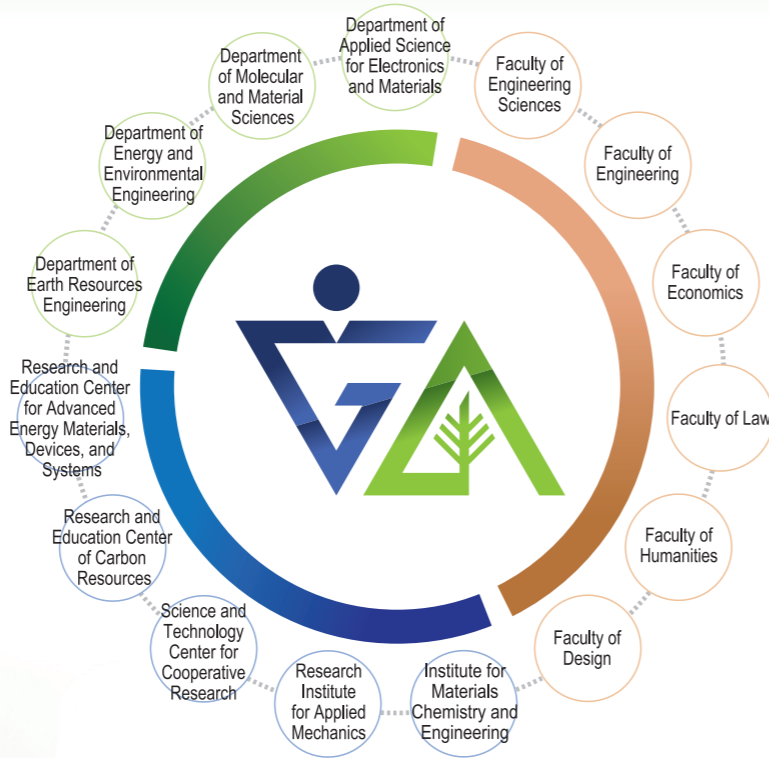 Department of
Applied Science
for Electronics
and Materials
Faculty of
Engineering
Sciences
Faculty of
Engineering
Faculty of
Economics
Faculty of Law
Faculty of
Humanities
Faculty of
Design
Institute for
Materials
Chemistry and
Engineering
Research
Institute
for Applied
Mechanics
Science and
Technology
Center for
Cooperative
Research
Research and
Education Center
of Carbon
Resources
Research and
Education Center
for Advanced
Energy Materials,
Devices, and
Systems
Department of
Earth Resources
Engineering
Department of
Energy and
Environmental
Engineering
Department
of Molecular
and Material
Sciences